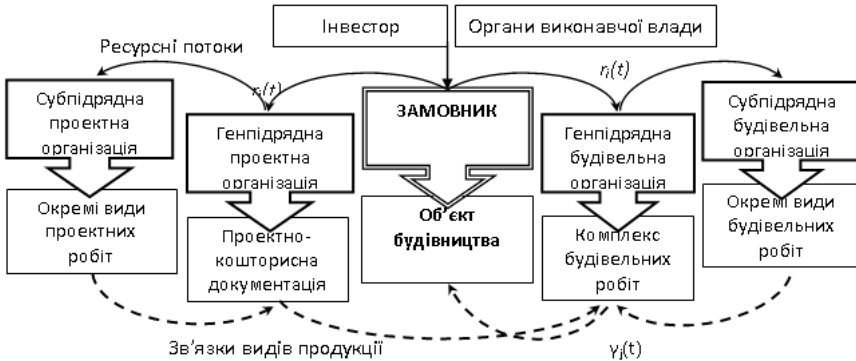 Інвестор
Органи виконавчої влади
Ресурсні потоки
rᵢ(t)
rᵢ(t)
Субпідрядна
проектна
організація
Генпідрядна
проектна
організація
ЗАМОВНИК
Генпідрядна
будівельна
організація
Субпідрядна
будівельна
організація
Окремі види
проектних
робіт
Проектно-
кошторисна
документація
Об'єкт
будівництва
Комплекс
будівельних
робіт
Окремі види
будівельних
робіт
Зв'язки видів продукції
γⱼ(t)